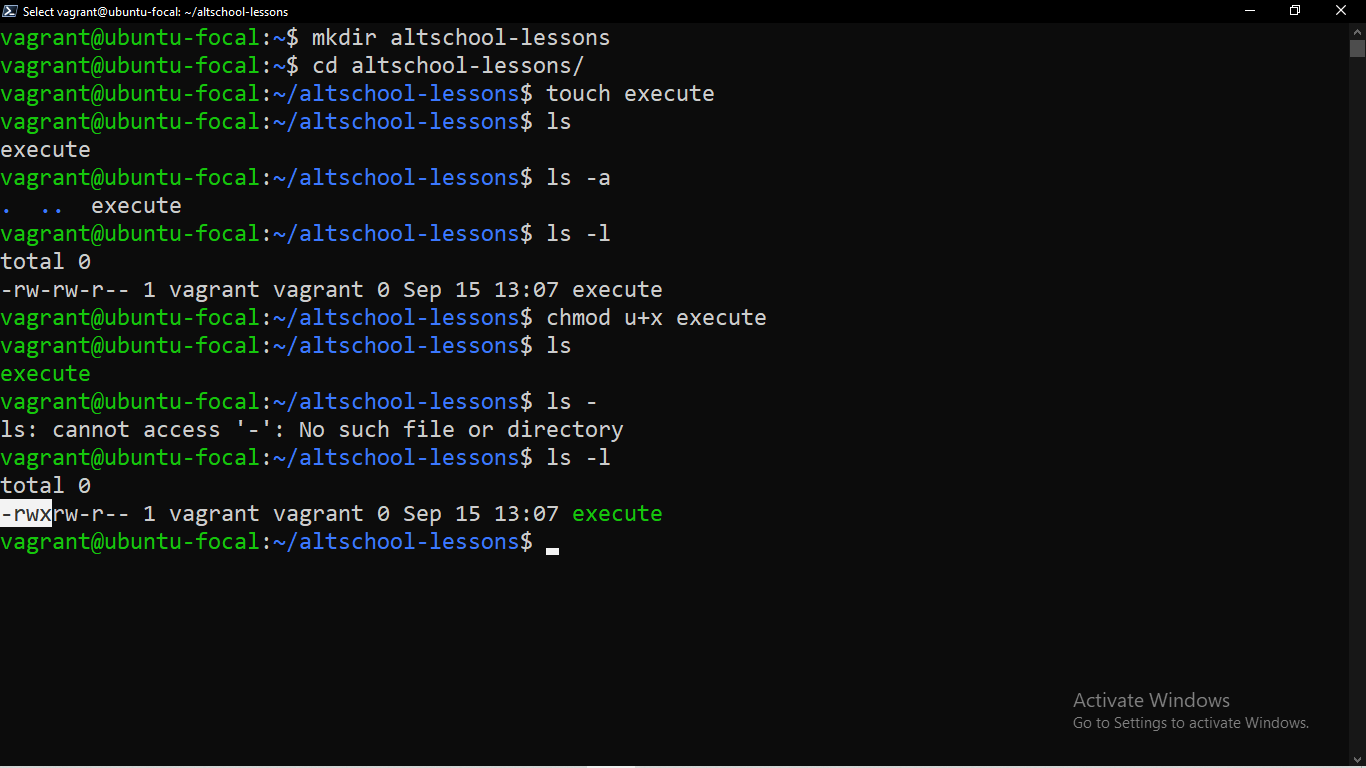 Select vagrant@ubuntu-focal: ~/altschool-lessons
vagrant@ubuntu-focal:~$ mkdir altschool-lessons
vagrant@ubuntu-focal:~$ cd altschool-lessons/
vagrant@ubuntu-focal:~/altschool-lessons$ touch execute
vagrant@ubuntu-focal:~/altschool-lessons$ ls
execute
vagrant@ubuntu-focal:~/altschool-lessons$ ls -a
.  ..  execute
vagrant@ubuntu-focal:~/altschool-lessons$ ls -l
total 0
-rw-rw-r-- 1 vagrant vagrant 0 Sep 15 13:07 execute
vagrant@ubuntu-focal:~/altschool-lessons$ chmod u+x execute
vagrant@ubuntu-focal:~/altschool-lessons$ ls
execute
vagrant@ubuntu-focal:~/altschool-lessons$ ls -
ls: cannot access '-': No such file or directory
vagrant@ubuntu-focal:~/altschool-lessons$ ls -l
total 0
-rwxrw-r-- 1 vagrant vagrant 0 Sep 15 13:07 execute
vagrant@ubuntu-focal:~/altschool-lessons$
Activate Windows
Go to Settings to activate Windows.